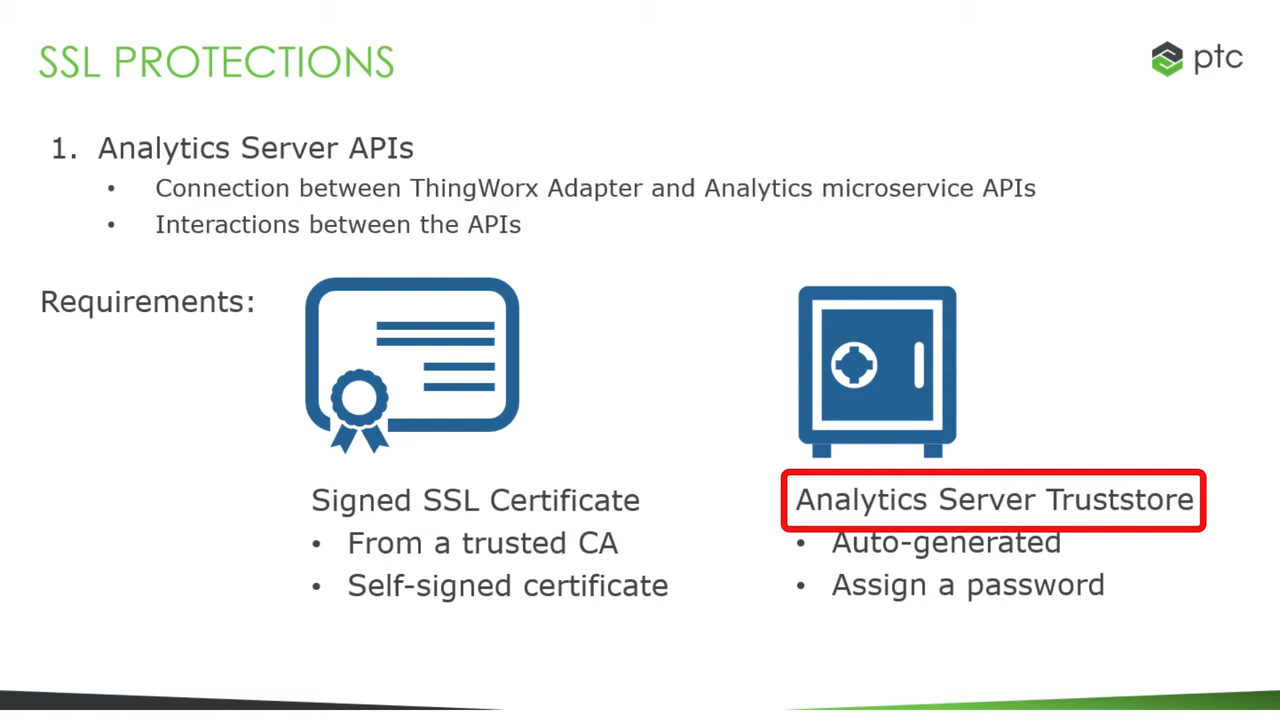 SSL PROTECTIONS
ptc
1. Analytics Server APIs
• Connection between ThingWorx Adapter and Analytics microservice APIs
• Interactions between the APIs
Requirements:
Signed SSL Certificate
• From a trusted CA
• Self-signed certificate
Analytics Server Truststore
• Auto-generated
• Assign a password